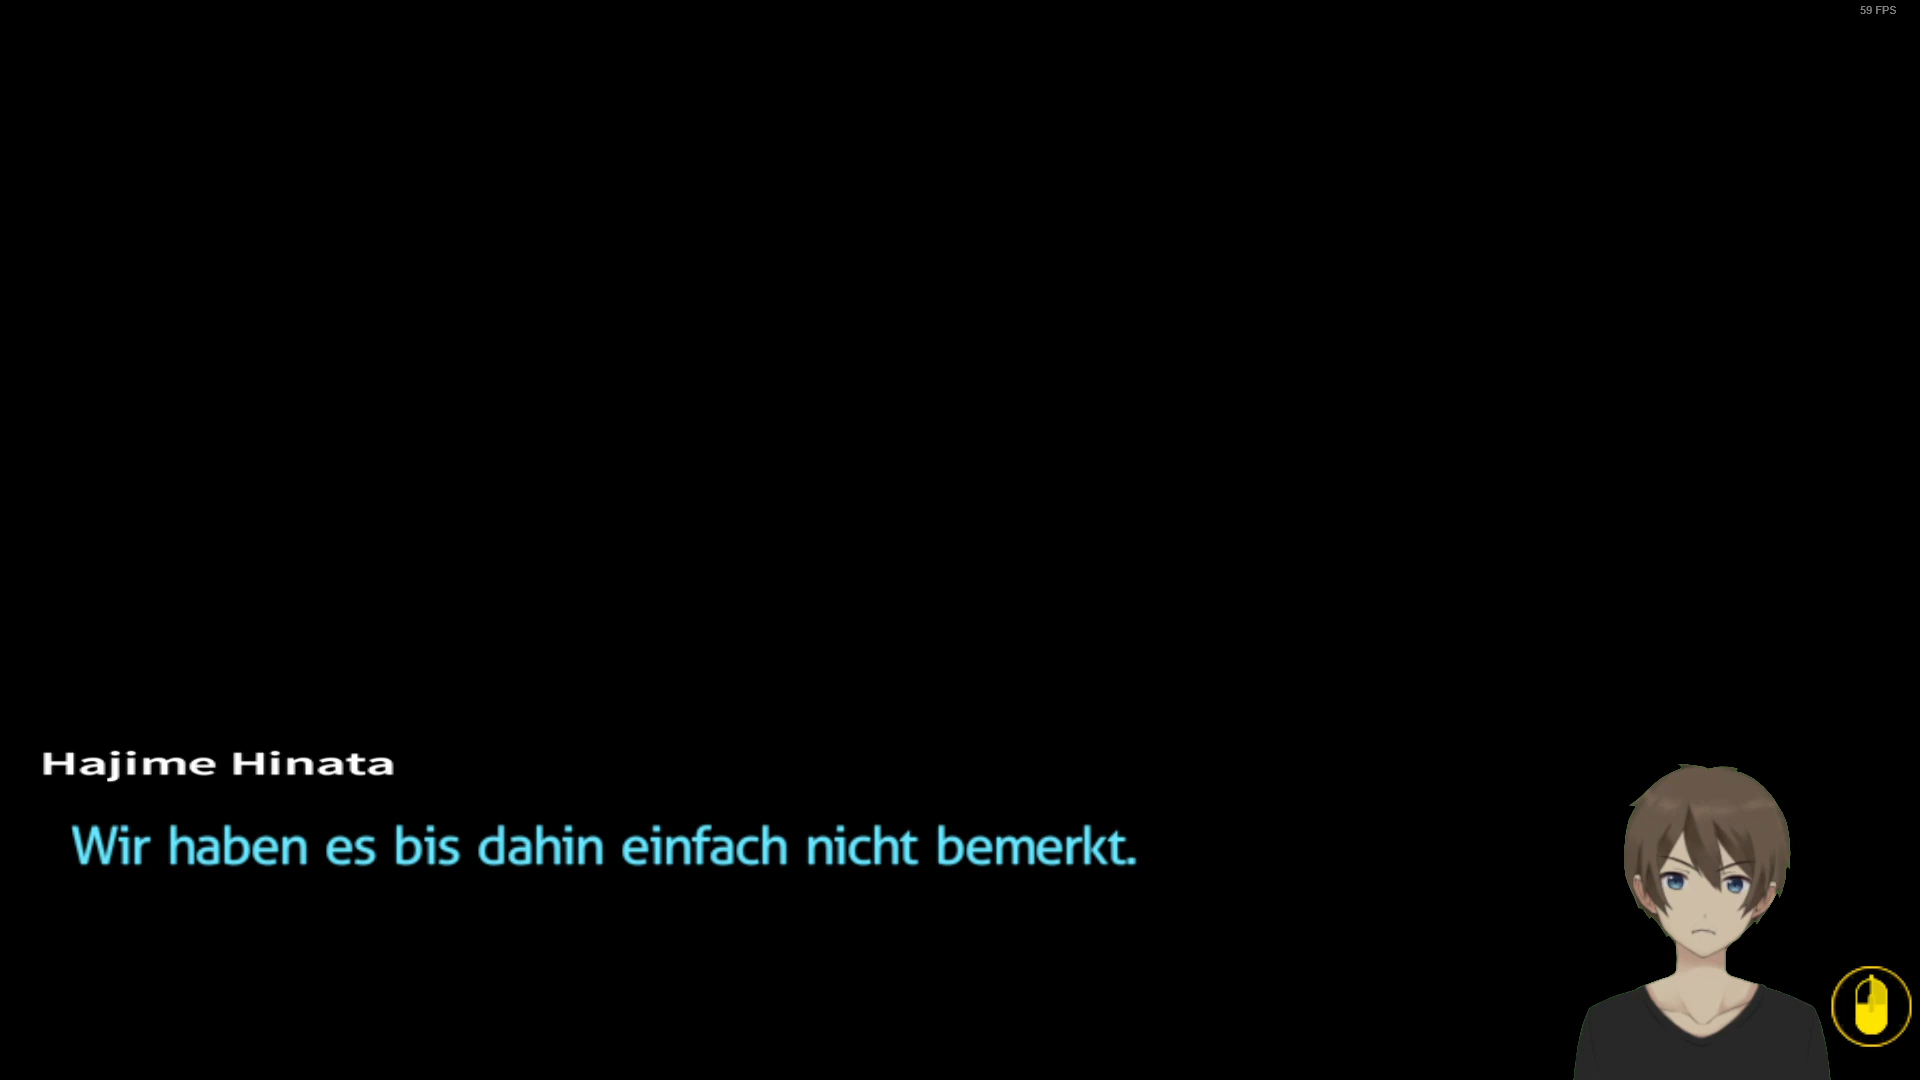 59 FPS
Hajime Hinata
Wir haben es bis dahin einfach nicht bemerkt.